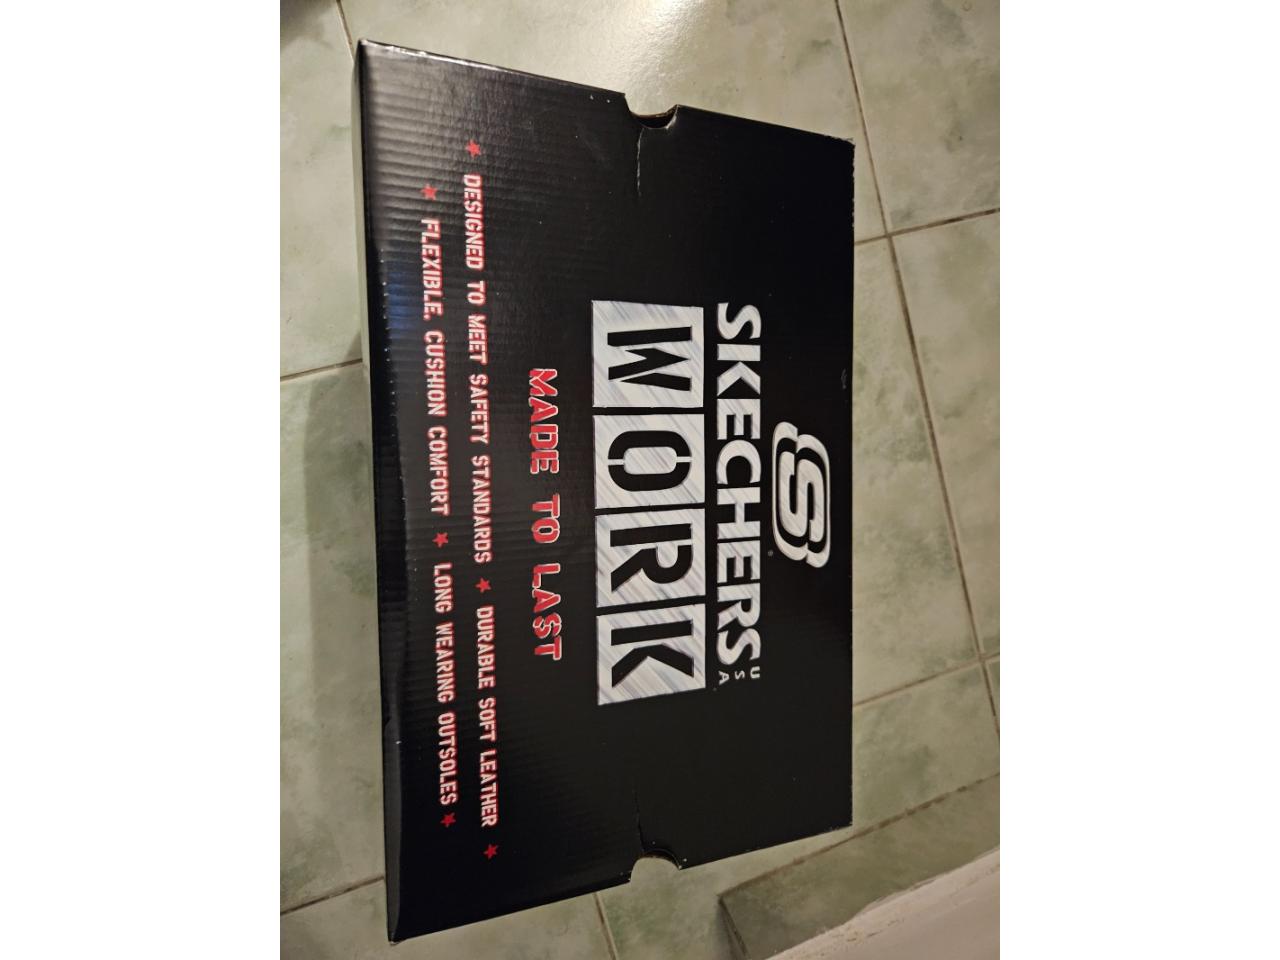 S
SKECHERS USA
WORK
MADE TO LAST
★ DESIGNED TO MEET SAFETY STANDARDS ★ DURABLE SOFT LEATHER ★
★ FLEXIBLE, CUSHION COMFORT ★ LONG WEARING OUTSOLES ★